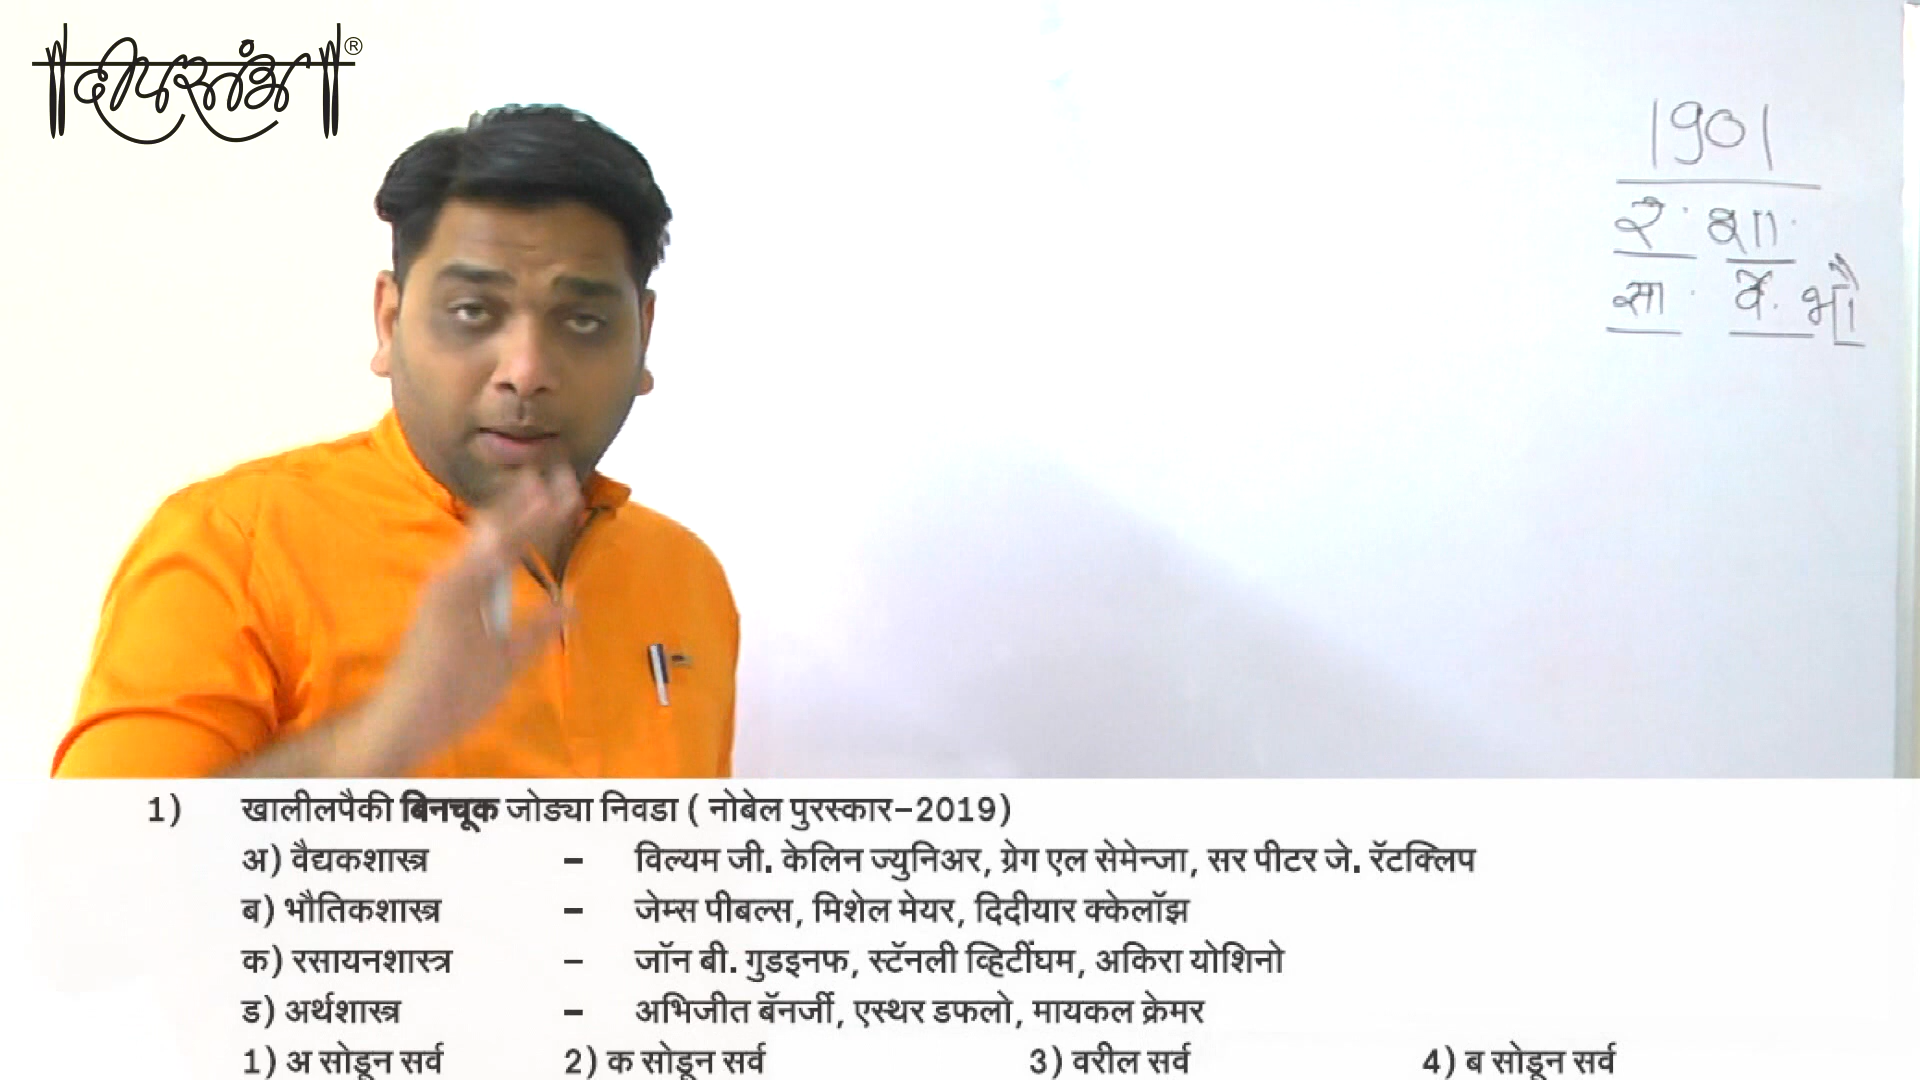 ॥दीपस्तंभ॥®
1901
र. शा.
सा. वै. भौ
1) खालीलपैकी बिनचूक जोड्या निवडा ( नोबेल पुरस्कार-2019)
अ) वैद्यकशास्त्र – विल्यम जी. केलिन ज्युनिअर, ग्रेग एल सेमेन्जा, सर पीटर जे. रॅटक्लिप
ब) भौतिकशास्त्र – जेम्स पीबल्स, मिशेल मेयर, दिदीयार क्केलॉझ
क) रसायनशास्त्र – जॉन बी. गुडइनफ, स्टॅनली व्हिटींघम, अकिरा योशिनो
ड) अर्थशास्त्र – अभिजीत बॅनर्जी, एस्थर डफलो, मायकल क्रेमर
1) अ सोडून सर्व 2) क सोडून सर्व 3) वरील सर्व 4) ब सोडून सर्व